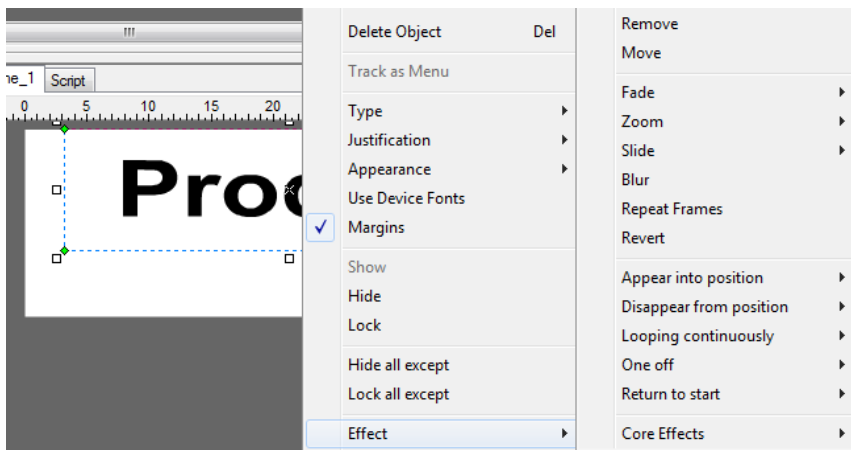 ne_1 Script
0 5 10 15 20
Delete Object Del
Track as Menu
Type
Justification
Appearance
Use Device Fonts
Margins
Show
Hide
Lock
Hide all except
Lock all except
Effect
Remove
Move
Fade
Zoom
Slide
Blur
Repeat Frames
Revert
Appear into position
Disappear from position
Looping continuously
One off
Return to start
Core Effects